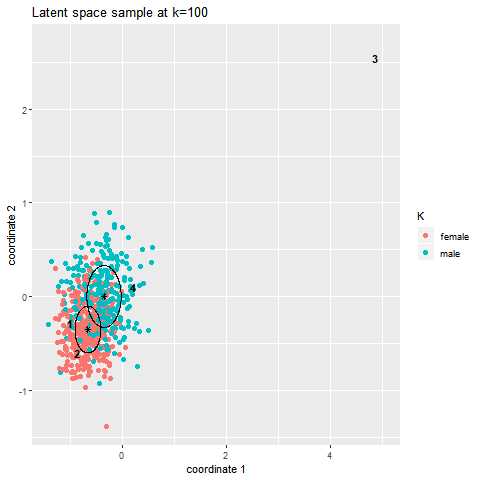 Latent space sample at k=100
3
2
1
0
-1
4
1
2
0
2
4
coordinate 1
coordinate 2
K
female
male